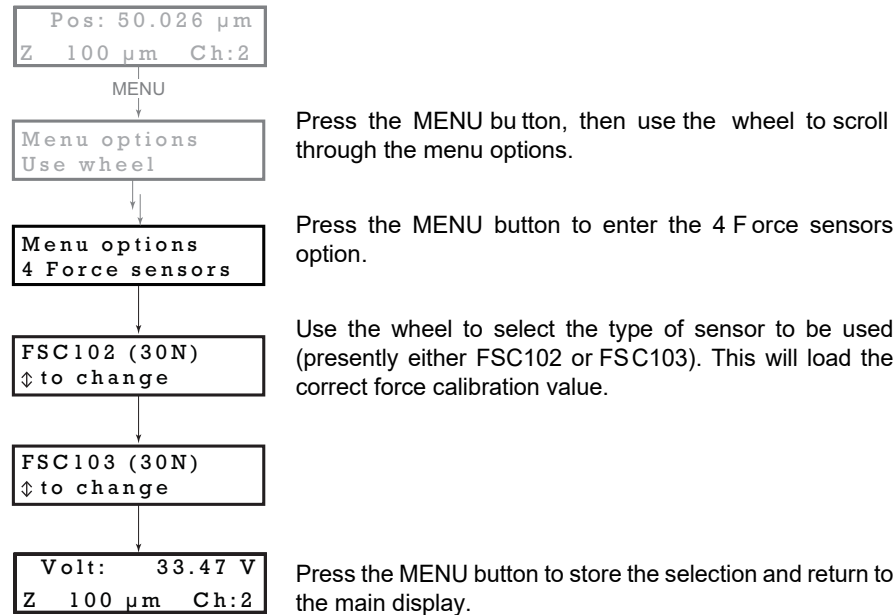 Pos: 50.026 µm
Z 100 µm Ch:2
MENU
Menu options
Use wheel
Press the MENU bu tton, then use the wheel to scroll
through the menu options.
Menu options
4 Force sensors
Press the MENU button to enter the 4 F orce sensors
option.
FSC102 (30N)
⇕ to change
Use the wheel to select the type of sensor to be used
(presently either FSC102 or FSC103). This will load the
correct force calibration value.
FSC103 (30N)
⇕ to change
Volt: 33.47 V
Z 100 µm Ch:2
Press the MENU button to store the selection and return to
the main display.